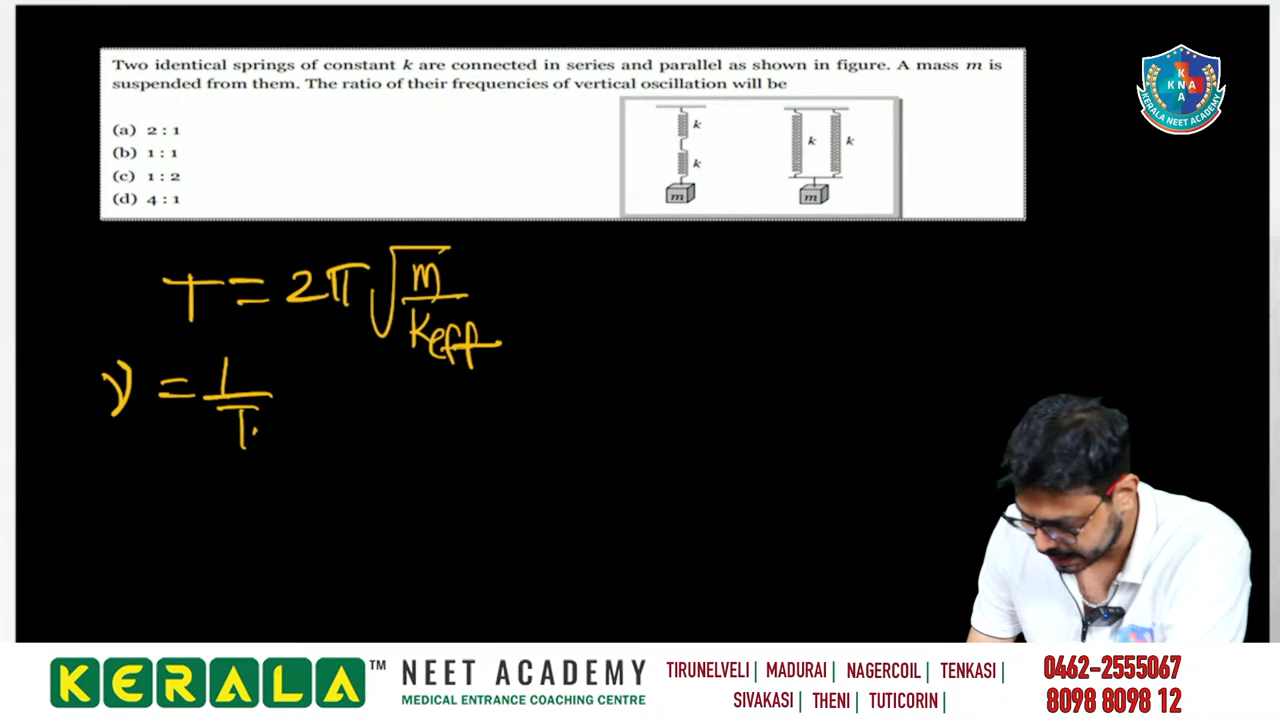 Two identical springs of constant k are connected in series and parallel as shown in figure. A mass m is
suspended from them. The ratio of their frequencies of vertical oscillation will be
(a) 2 : 1
(b) 1 : 1
(c) 1 : 2
(d) 4 : 1
k
k
m
k
k
m
K
K N A
A
KERALA NEET ACADEMY
T = 2π√(m/Keff)
ν = 1/T
KERALA™
NEET ACADEMY
MEDICAL ENTRANCE COACHING CENTRE
TIRUNELVELI | MADURAI | NAGERCOIL | TENKASI |
SIVAKASI | THENI | TUTICORIN |
0462-2555067
8098 8098 12